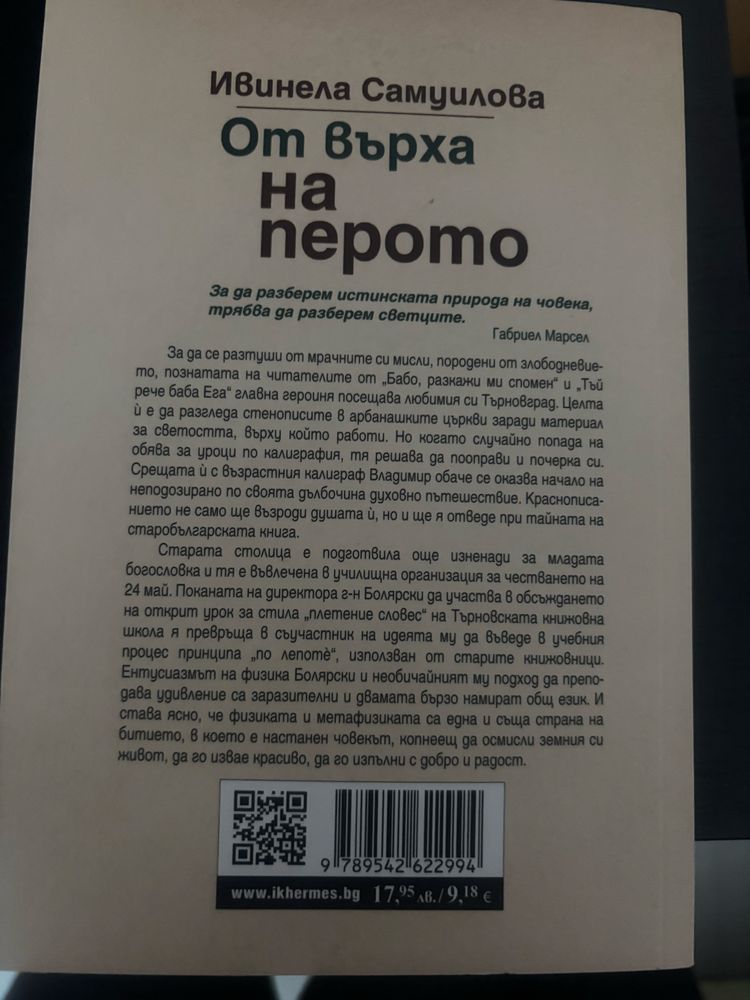 Ивинела Самуилова
От върха
на
перото
За да разберем истинската природа на човека,
трябва да разберем светците.
Габриел Марсел
За да се разтуши от мрачните си мисли, породени от злободневие-
то, познатата на читателите от „Бабо, разкажи ми спомен“ и „Тъй
рече баба Ега“ главна героиня посещава любимия си Търновград. Целта
ѝ е да разгледа стенописите в арбанашките църкви заради материал
за светостта, върху който работи. Но когато случайно попада на
обява за уроци по калиграфия, тя решава да поправи и почерка си.
Срещата ѝ с възрастния калиграф Владимир обаче се оказва начало на
неподозирано по своята дълбочина духовно пътешествие. Краснописа-
нието не само ще възроди душата ѝ, но и ще я отведе при тайната на
старобългарската книга.
Старата столица е подготвила още изненади за младата
богословка и тя е въвлечена в училищна организация за честването на
24 май. Поканата на директора г-н Болярски да участва в обсъждането
на открит урок за стила „плетение словес“ на Търновската книжовна
школа я превръща в съучастник на идеята му да въведе в учебния
процес принципа „по лепотѐ“, използван от старите книжовници.
Ентусиазмът на физика Болярски и необичайният му подход да препо-
дава удивление са заразителни и двамата бързо намират общ език. И
става ясно, че физиката и метафизиката са една и съща страна на
битието, в което е настанен човекът, копнеещ да осмисли земния си
живот, да го извае красиво, да го изпълни с добро и радост.
9 789542 622994
www.ikhermes.bg 17,95 лв./9,18 €